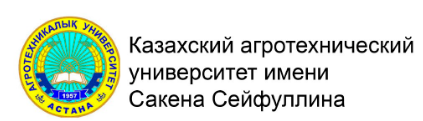 АГРОТЕХНИКАЛЫҚ УНИВЕРСИТЕТ
1957
АСТАНА
Казахский агротехнический
университет имени
Сакена Сейфуллина